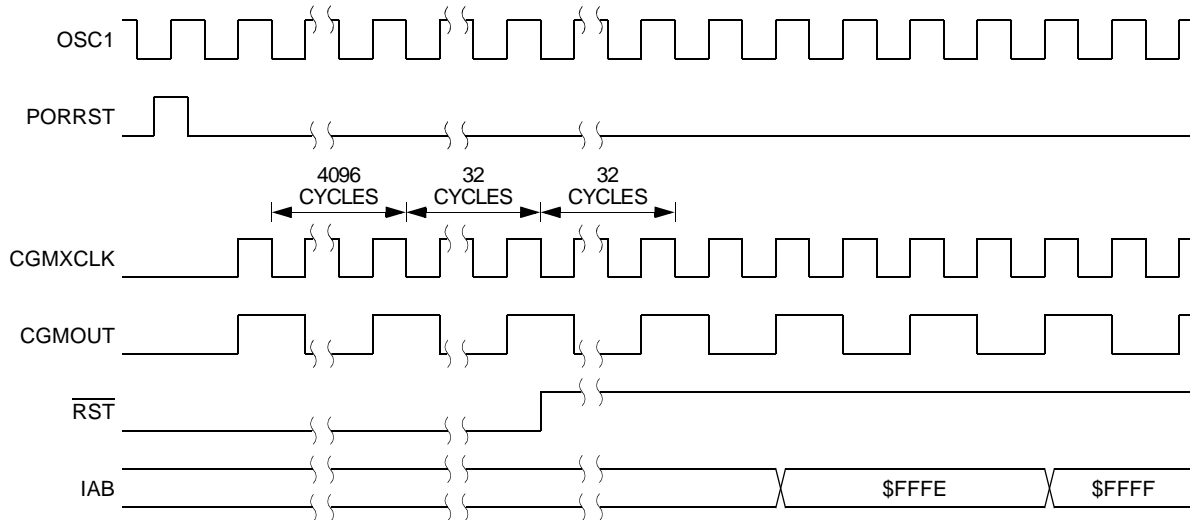 OSC1
PORRST
4096
CYCLES
32
CYCLES
32
CYCLES
CGMXCLK
CGMOUT
RST
IAB
$FFFE
$FFFF